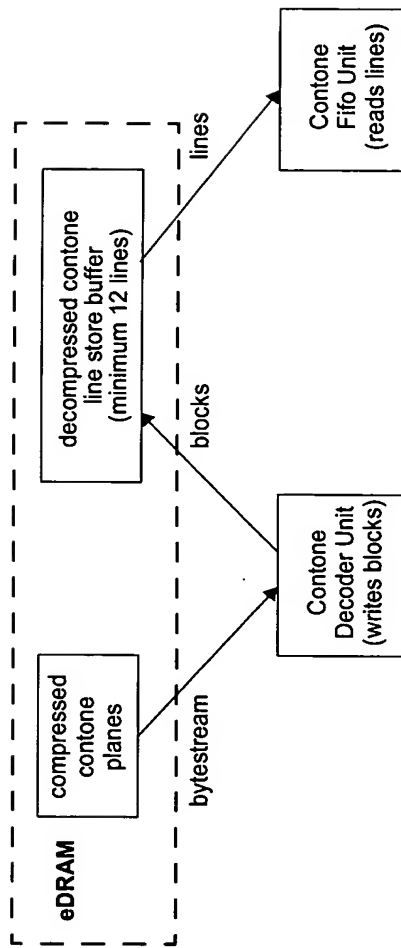 eDRAM
compressed
contone
planes
decompressed contone
line store buffer
(minimum 12 lines)
bytestream
blocks
lines
Contone
Decoder Unit
(writes blocks)
Contone
Fifo Unit
(reads lines)